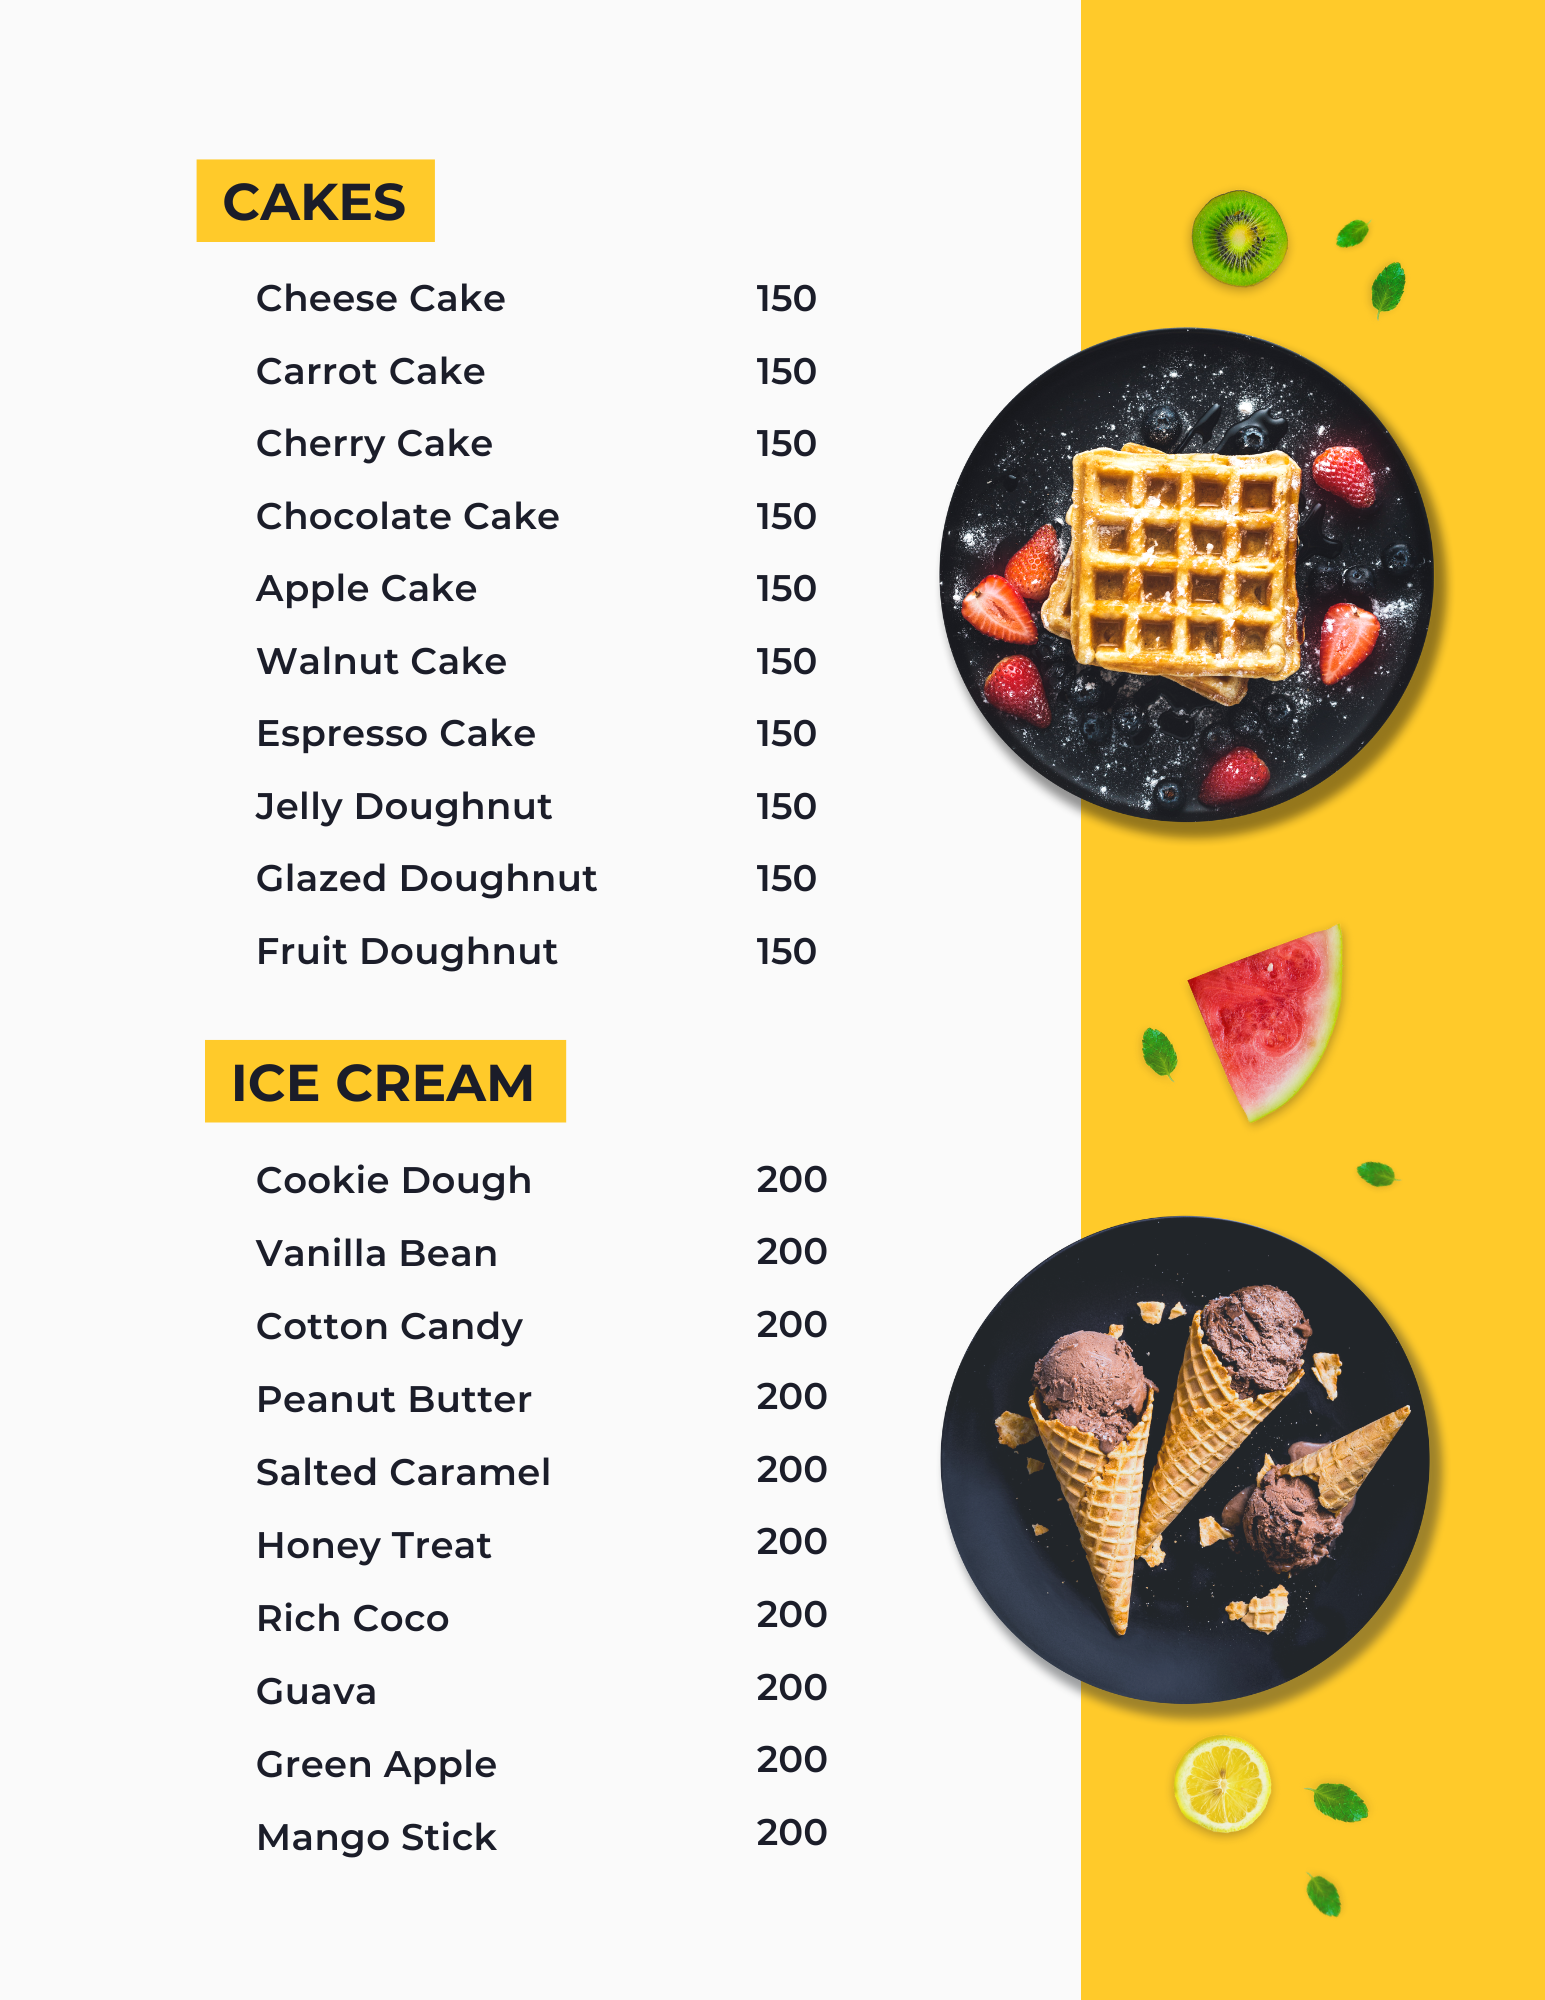 CAKES
Cheese Cake 150
Carrot Cake 150
Cherry Cake 150
Chocolate Cake 150
Apple Cake 150
Walnut Cake 150
Espresso Cake 150
Jelly Doughnut 150
Glazed Doughnut 150
Fruit Doughnut 150
ICE CREAM
Cookie Dough 200
Vanilla Bean 200
Cotton Candy 200
Peanut Butter 200
Salted Caramel 200
Honey Treat 200
Rich Coco 200
Guava 200
Green Apple 200
Mango Stick 200